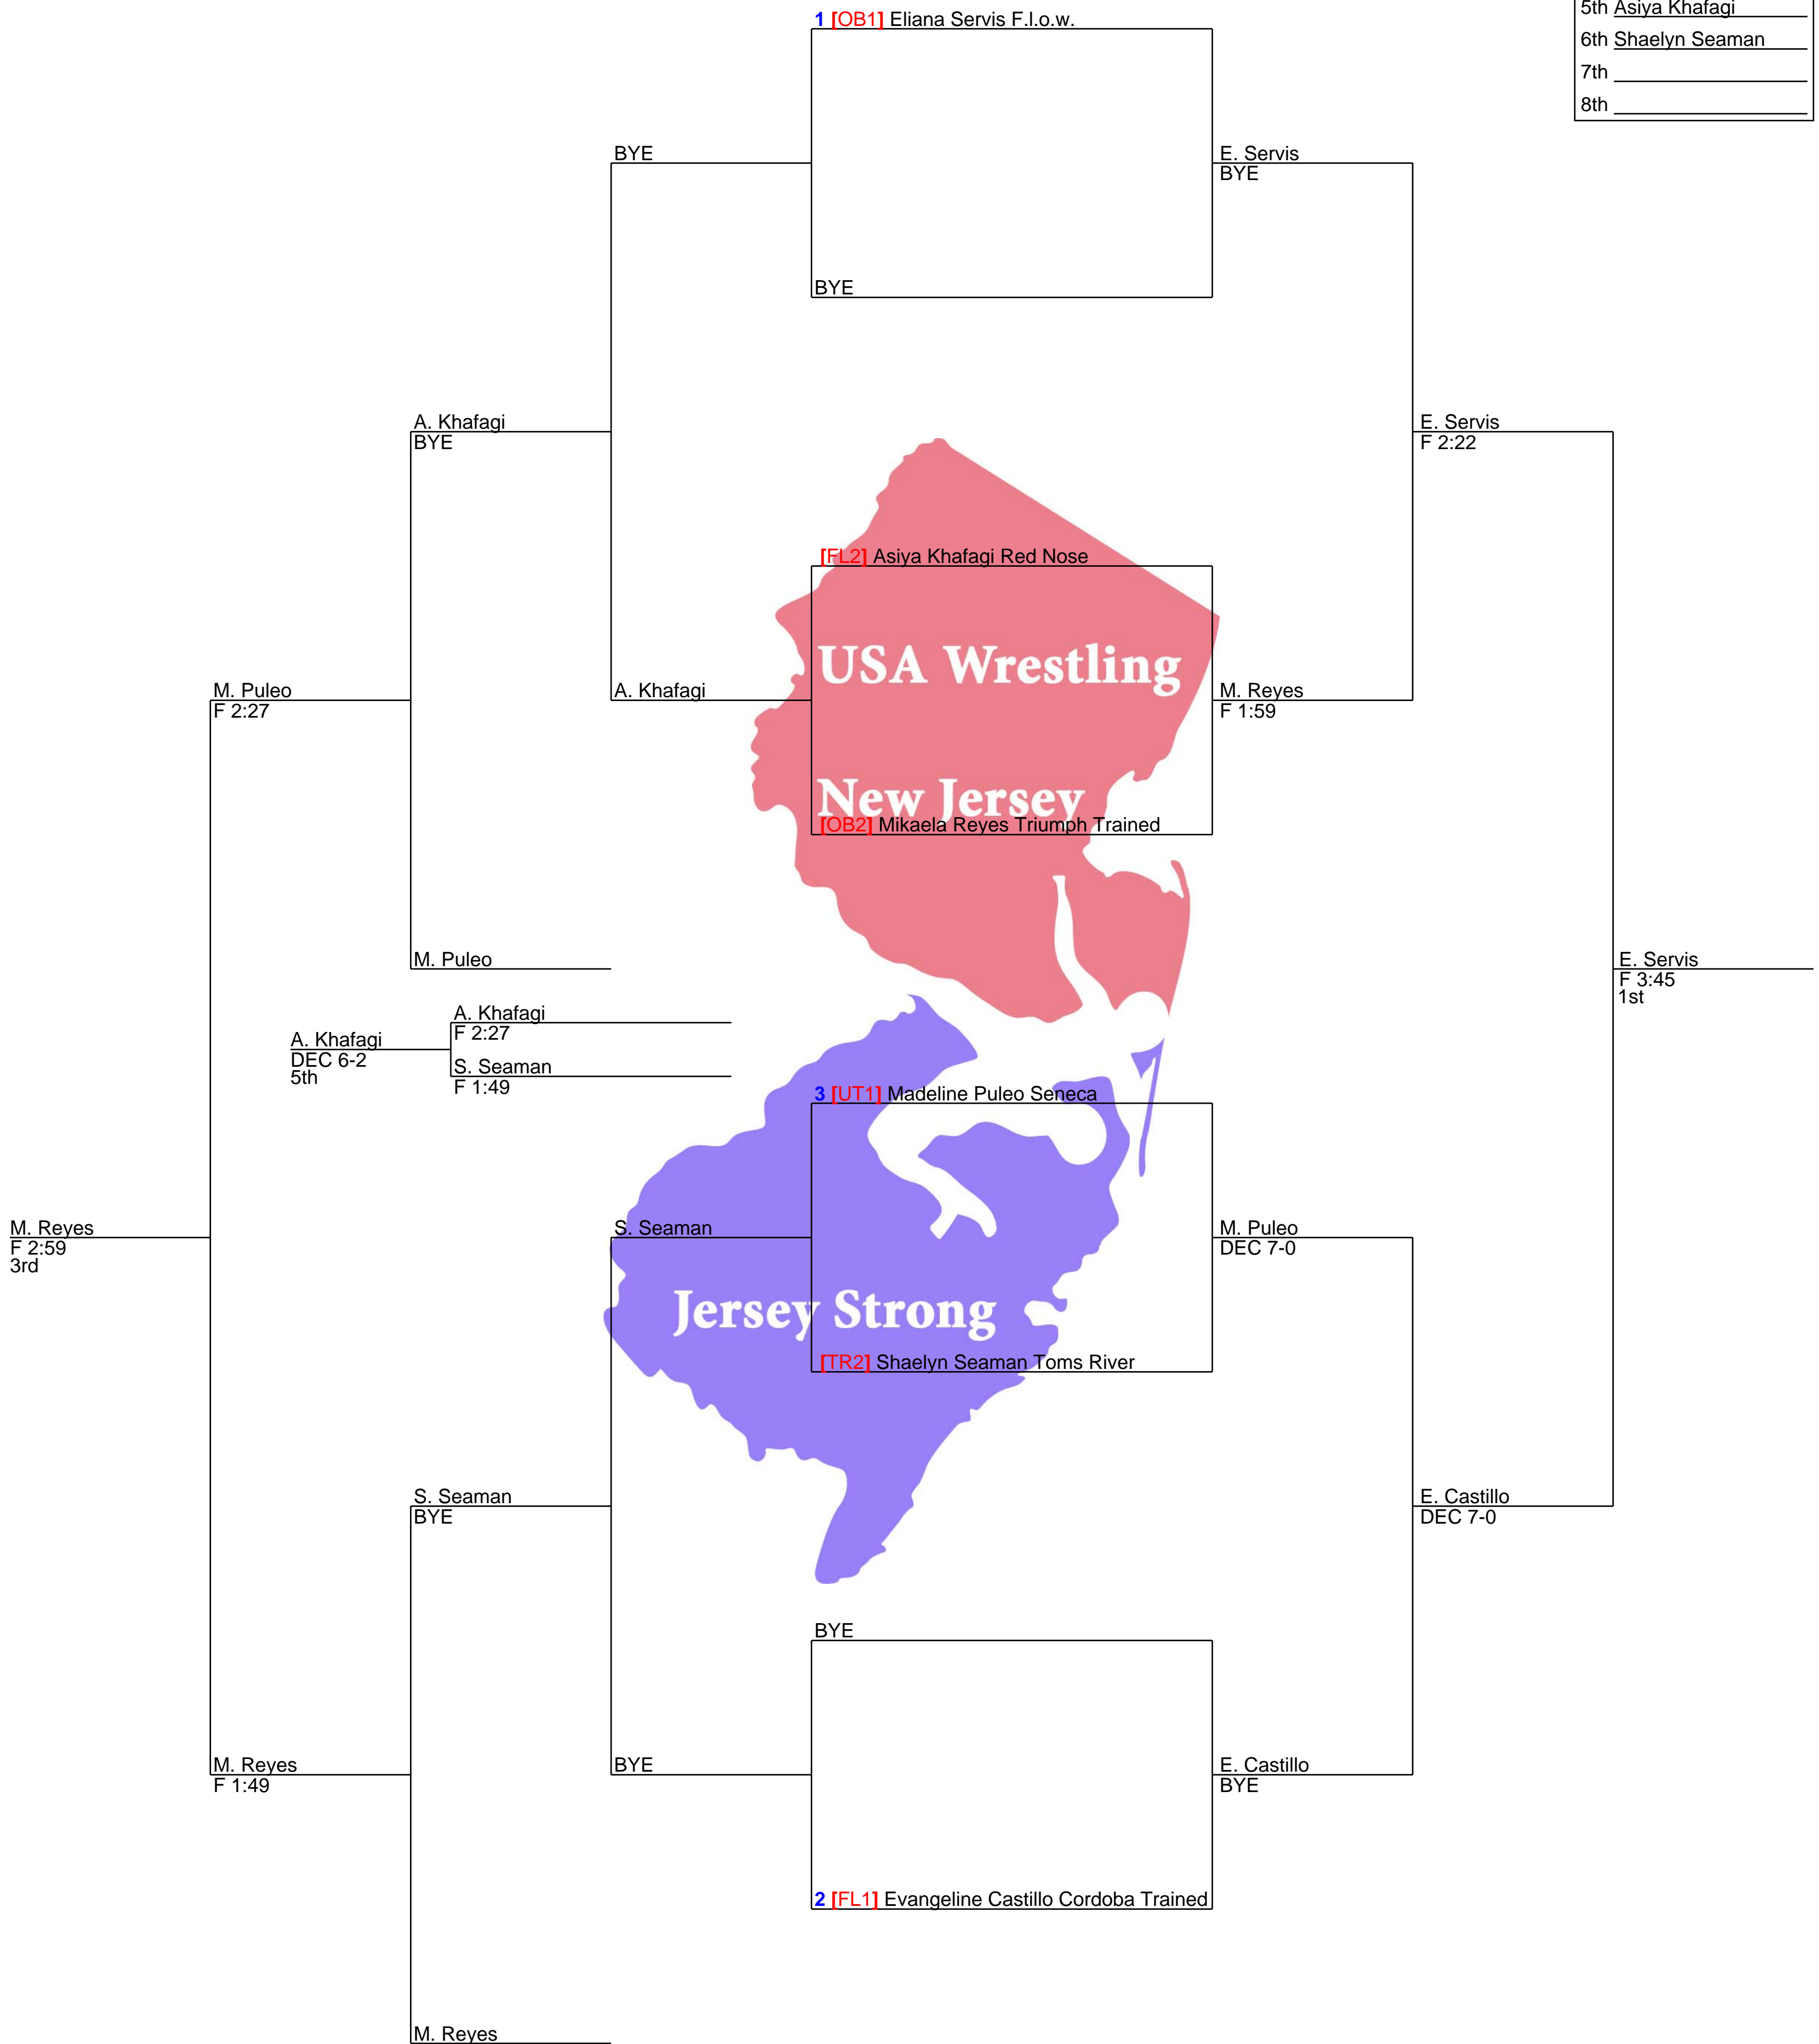 5th Asiya Khafagi
1 [OB1] Eliana Servis F.l.o.w.
6th Shaelyn Seaman
7th
8th
BYE
E. Servis
BYE
BYE
A. Khafagi
BYE
E. Servis
F 2:22
[FL2] Asiya Khafagi Red Nose
USA Wrestling
M. Puleo
F 2:27
A. Khafagi
M. Reyes
F 1:59
New Jersey
[OB2] Mikaela Reyes Triumph Trained
M. Puleo
E. Servis
F 3:45
1st
A. Khafagi
F 2:27
A. Khafagi
DEC 6-2
5th
S. Seaman
F 1:49
3 [UT1] Madeline Puleo Seneca
M. Reyes
F 2:59
3rd
S. Seaman
M. Puleo
DEC 7-0
Jersey Strong
[TR2] Shaelyn Seaman Toms River
S. Seaman
BYE
E. Castillo
DEC 7-0
BYE
M. Reyes
F 1:49
BYE
E. Castillo
BYE
2 [FL1] Evangeline Castillo Cordoba Trained
M. Reyes